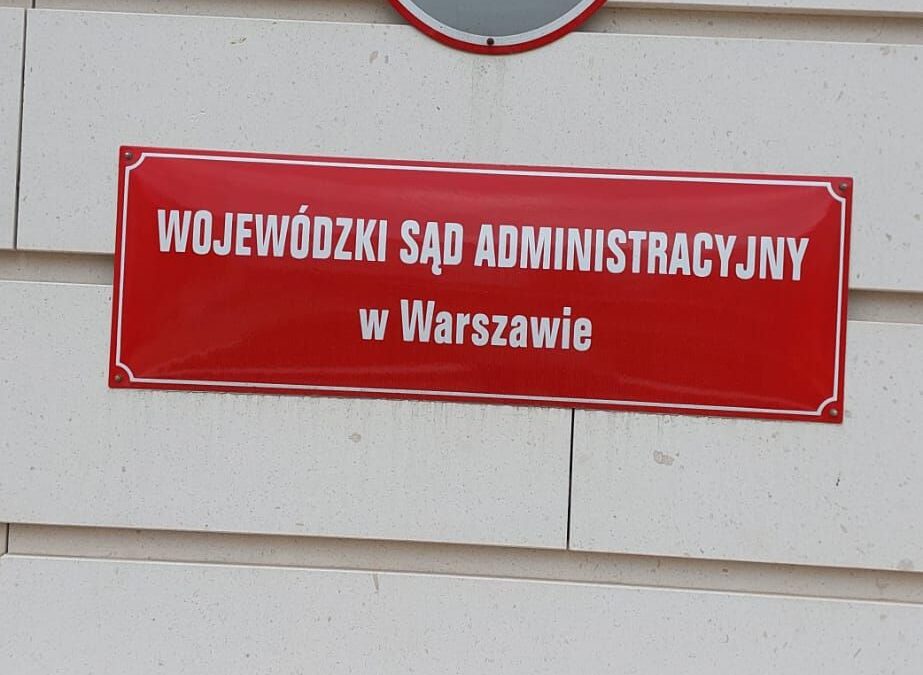 WOJEWÓDZKI SĄD ADMINISTRACYJNY
w Warszawie